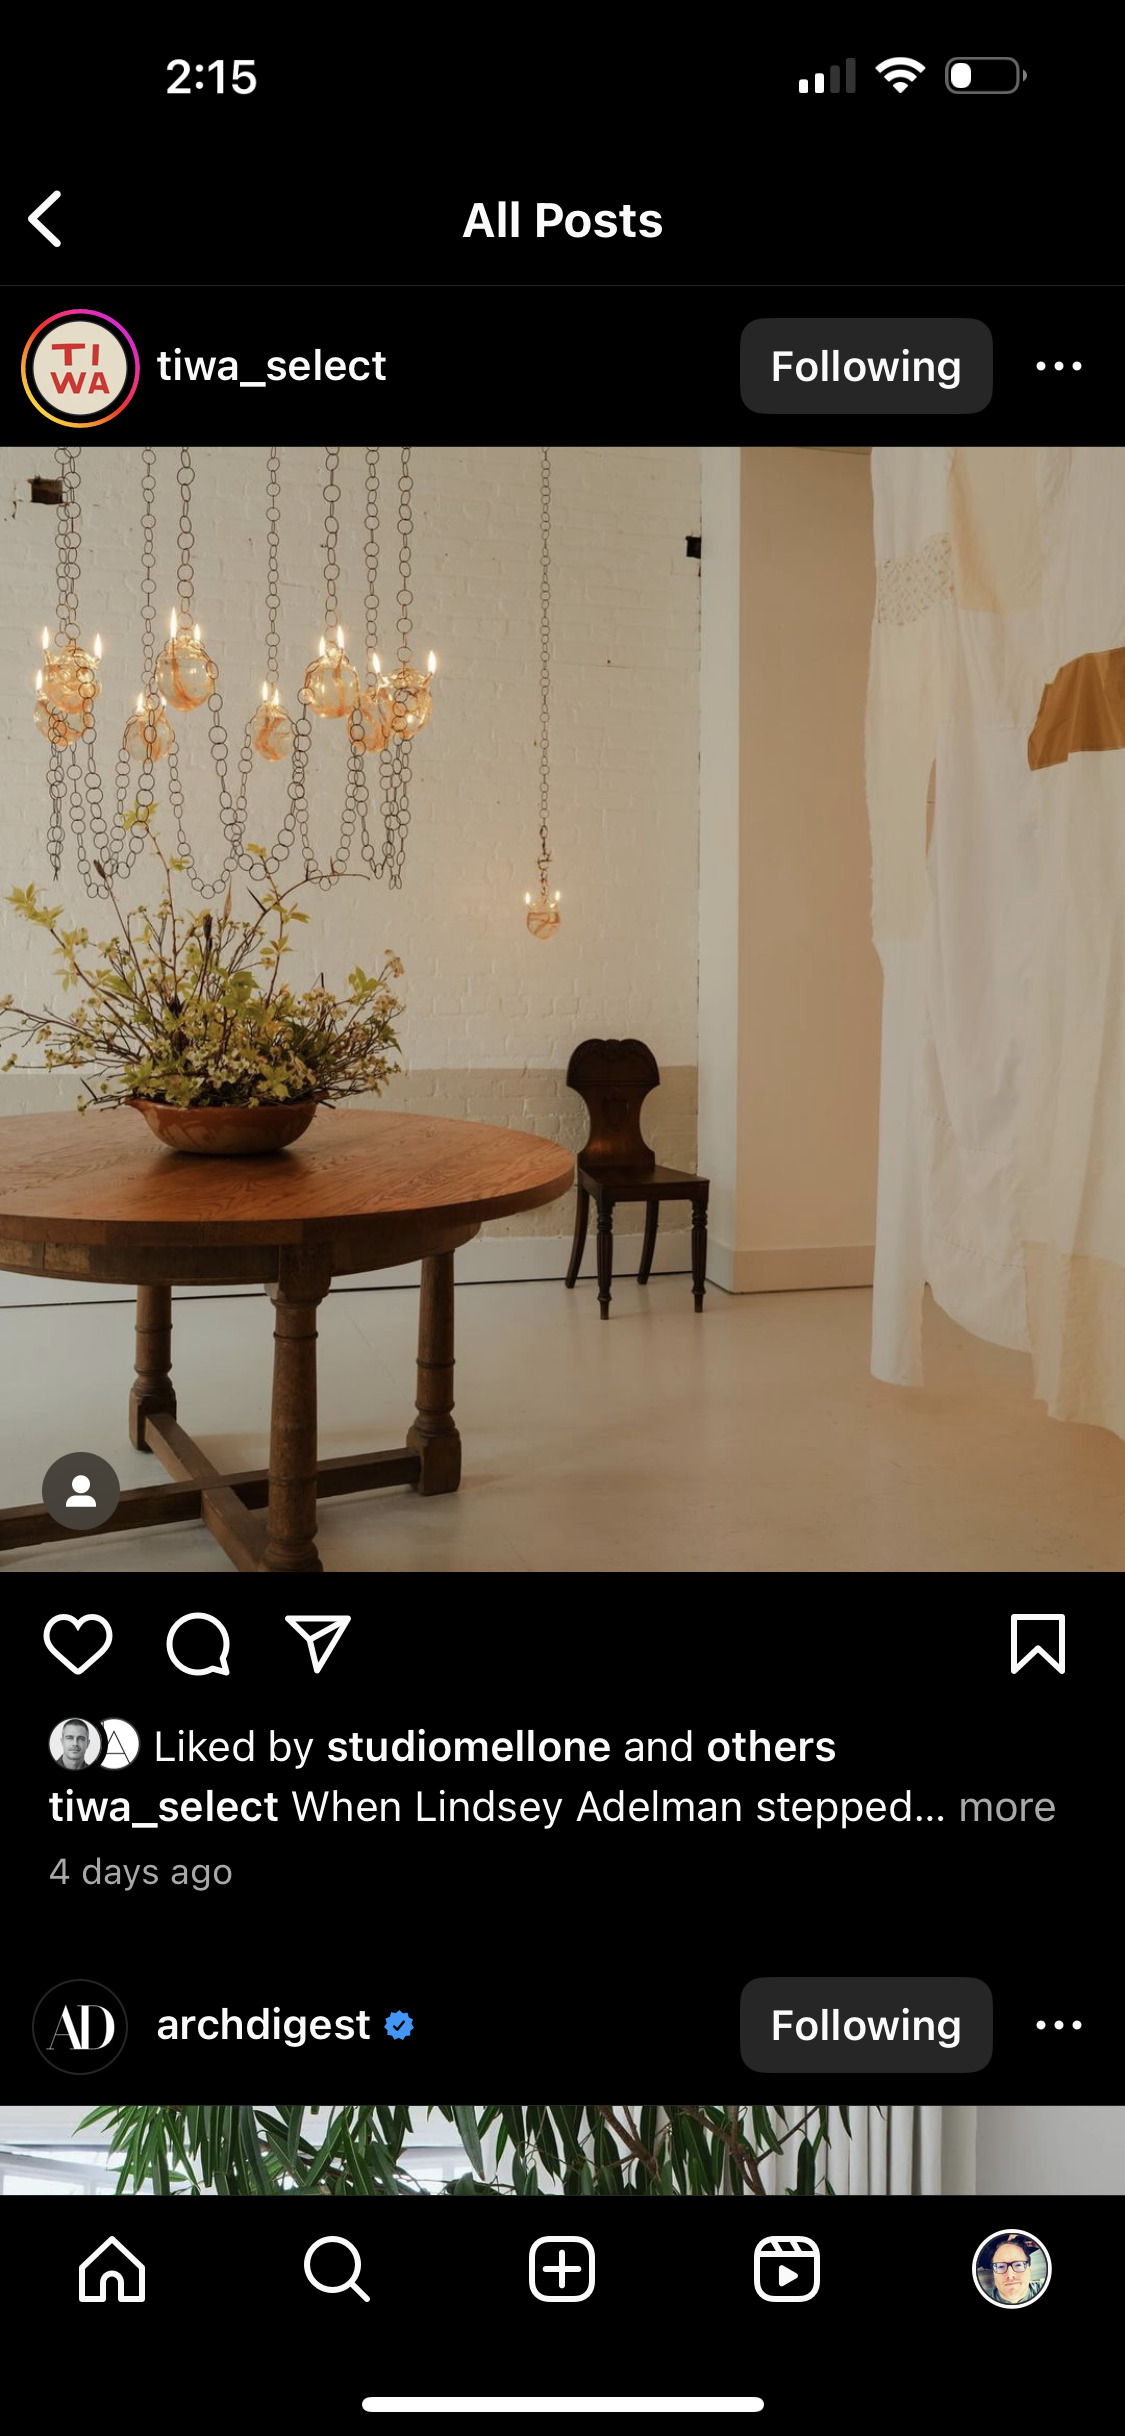 2:15
All Posts
TI
WA
tiwa_select
Following
Liked by studiomellone and others
tiwa_select When Lindsey Adelman stepped... more
4 days ago
AD
archdigest
Following